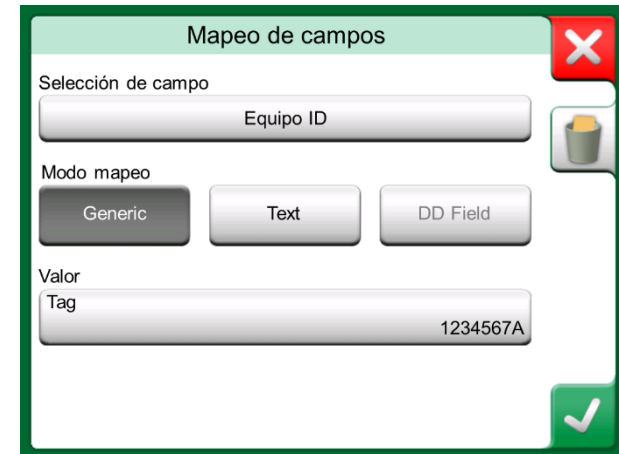 Mapeo de campos
Selección de campo
Equipo ID
Modo mapeo
Generic Text DD Field
Valor
Tag
1234567A